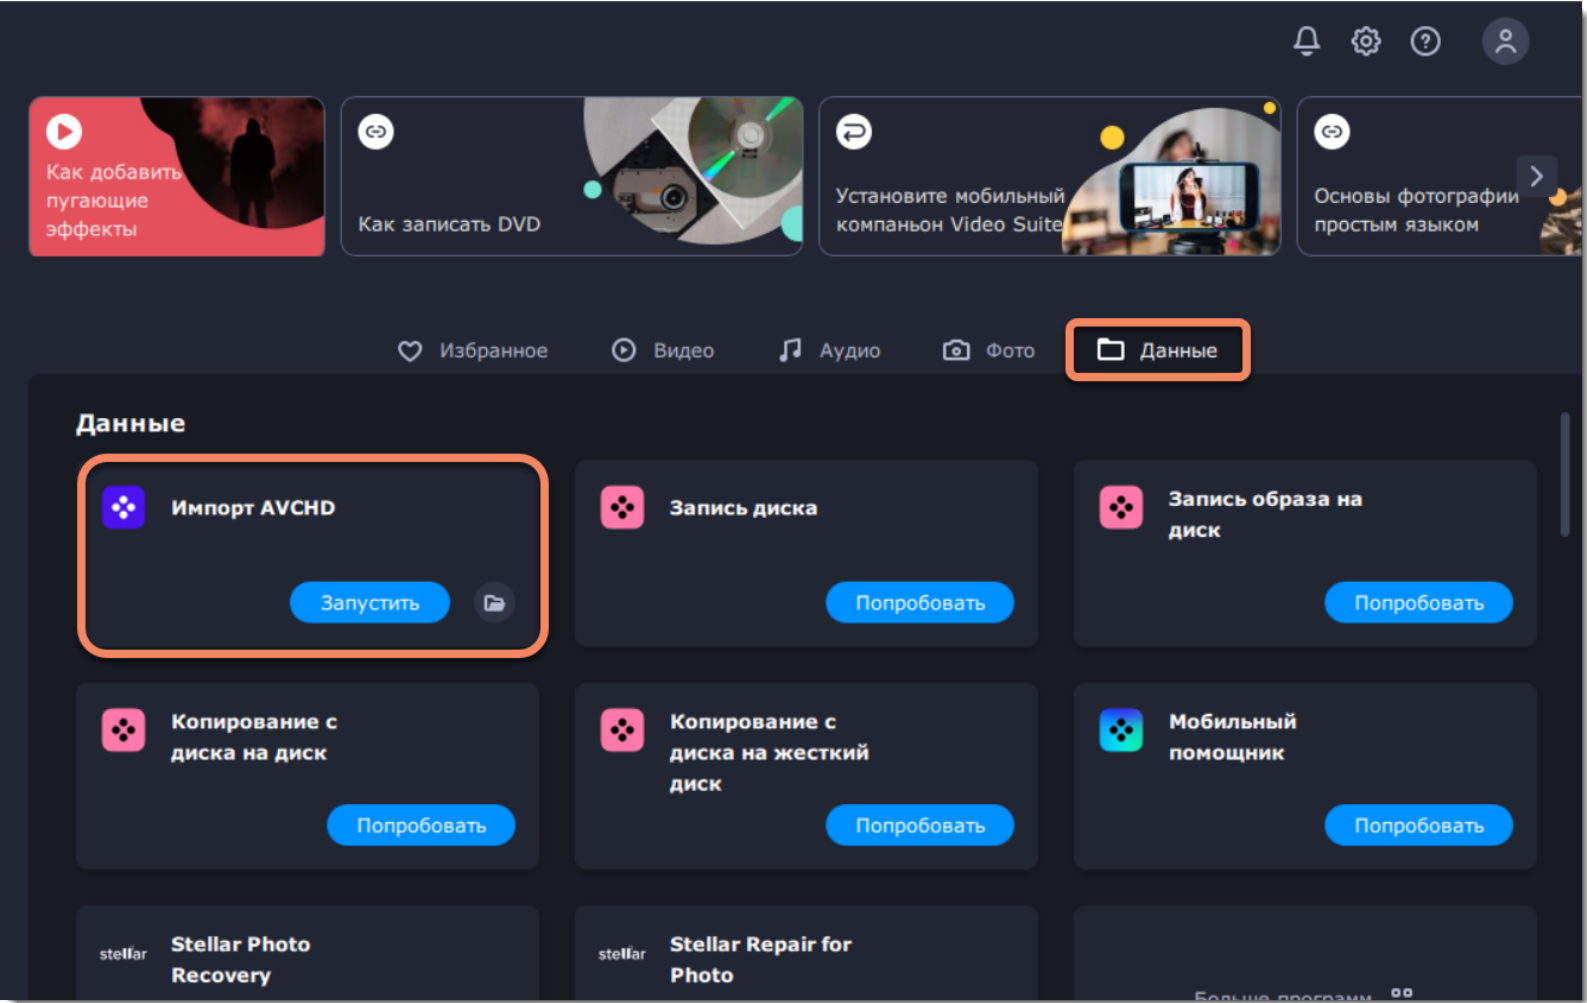 Как добавить
пугающие
эффекты
Как записать DVD
Установите мобильный
компаньон Video Suite
Основы фотографии
простым языком
Избранное
Видео
Аудио
Фото
Данные
Данные
Импорт AVCHD
Запустить
Запись диска
Попробовать
Запись образа на
диск
Попробовать
Копирование с
диска на диск
Попробовать
Копирование с
диска на жесткий
диск
Попробовать
Мобильный
помощник
Попробовать
stellar
Stellar Photo
Recovery
stellar
Stellar Repair for
Photo
Больше программ